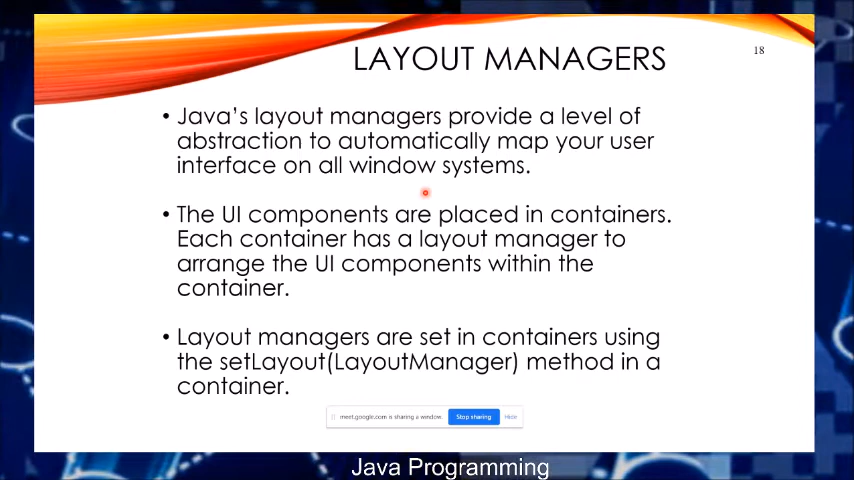 LAYOUT MANAGERS
18
• Java's layout managers provide a level of
abstraction to automatically map your user
interface on all window systems.
• The UI components are placed in containers.
Each container has a layout manager to
arrange the UI components within the
container.
• Layout managers are set in containers using
the setLayout(LayoutManager) method in a
container.
meet.google.com is sharing a window. Stop sharing Hide
Java Programming